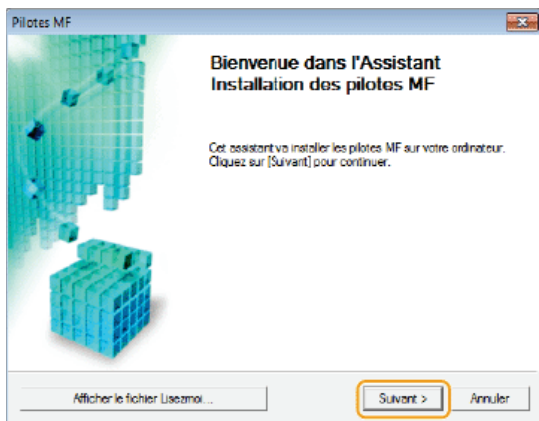 Pilotes MF
Bienvenue dans l'Assistant
Installation des pilotes MF
Cet assistant va installer les pilotes MF sur votre ordinateur.
Cliquez sur [Suivant] pour continuer.
Afficher le fichier Lisezmoi...
Suivant >
Annuler